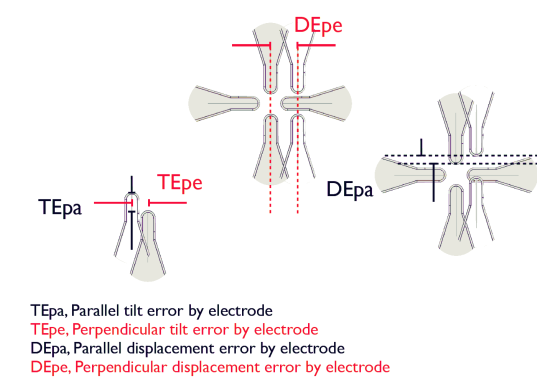 DEpe
TEpe
TEpa
DEpa
TEpa, Parallel tilt error by electrode
TEpe, Perpendicular tilt error by electrode
DEpa, Parallel displacement error by electrode
DEpe, Perpendicular displacement error by electrode